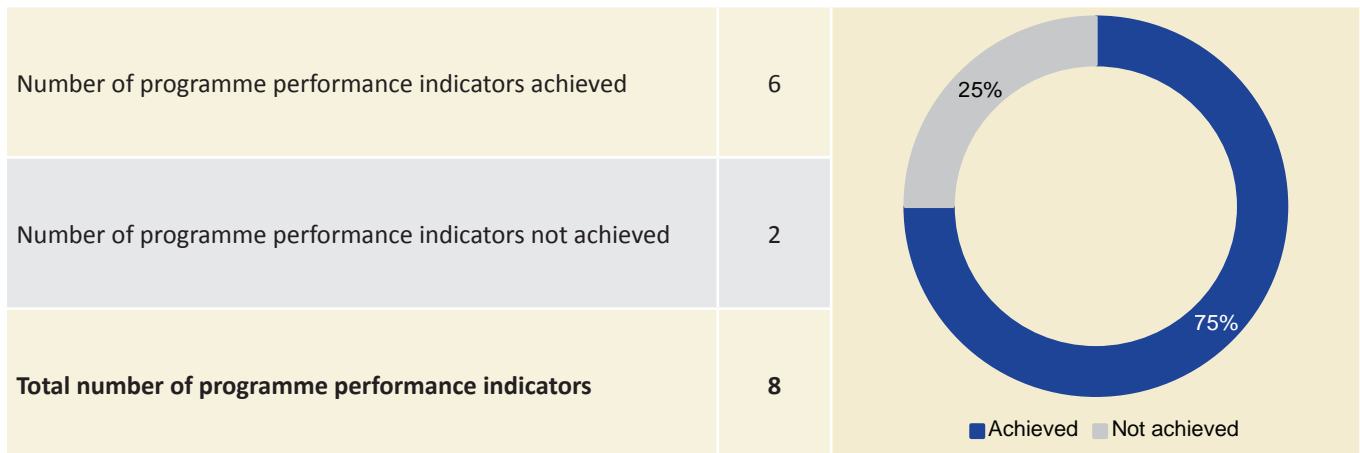 Number of programme performance indicators achieved 6
Number of programme performance indicators not achieved 2
Total number of programme performance indicators 8
25%
75%
Achieved Not achieved